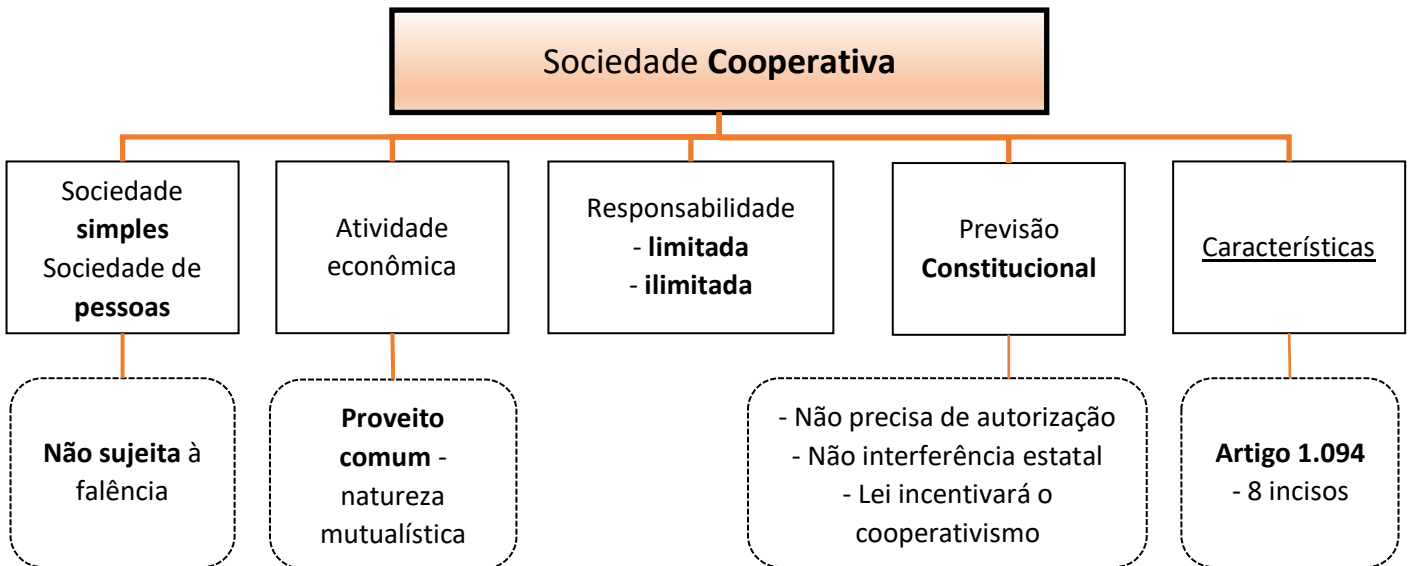 Sociedade Cooperativa
Sociedade
simples
Sociedade de
pessoas
Atividade
econômica
Responsabilidade
- limitada
- ilimitada
Previsão
Constitucional
Características
Não sujeita à
falência
Proveito
comum -
natureza
mutualística
- Não precisa de autorização
- Não interferência estatal
- Lei incentivará o
cooperativismo
Artigo 1.094
- 8 incisos